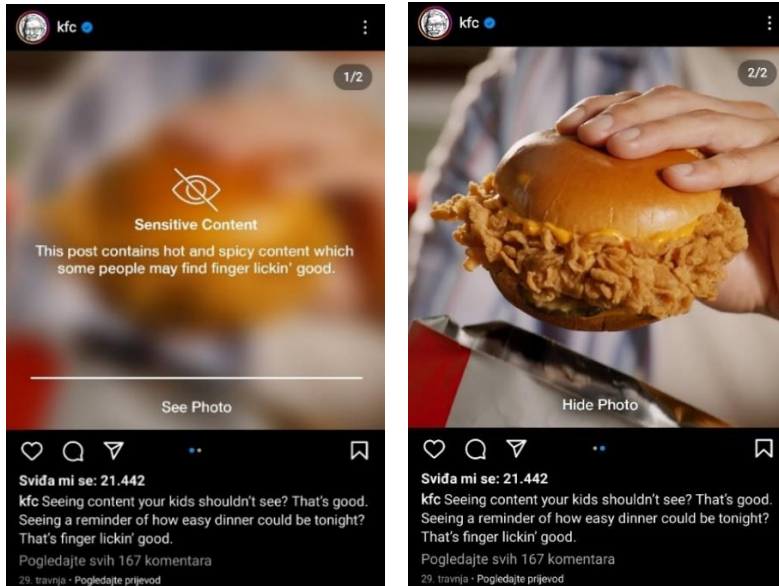 kfc
1/2
Sensitive Content
This post contains hot and spicy content which
some people may find finger lickin' good.
See Photo
Sviđa mi se: 21.442
kfc Seeing content your kids shouldn't see? That's good.
Seeing a reminder of how easy dinner could be tonight?
That's finger lickin' good.
Pogledajte svih 167 komentara
29. travnja • Pogledajte prijevod
kfc
2/2
Hide Photo
Sviđa mi se: 21.442
kfc Seeing content your kids shouldn't see? That's good.
Seeing a reminder of how easy dinner could be tonight?
That's finger lickin' good.
Pogledajte svih 167 komentara
29. travnja • Pogledajte prijevod